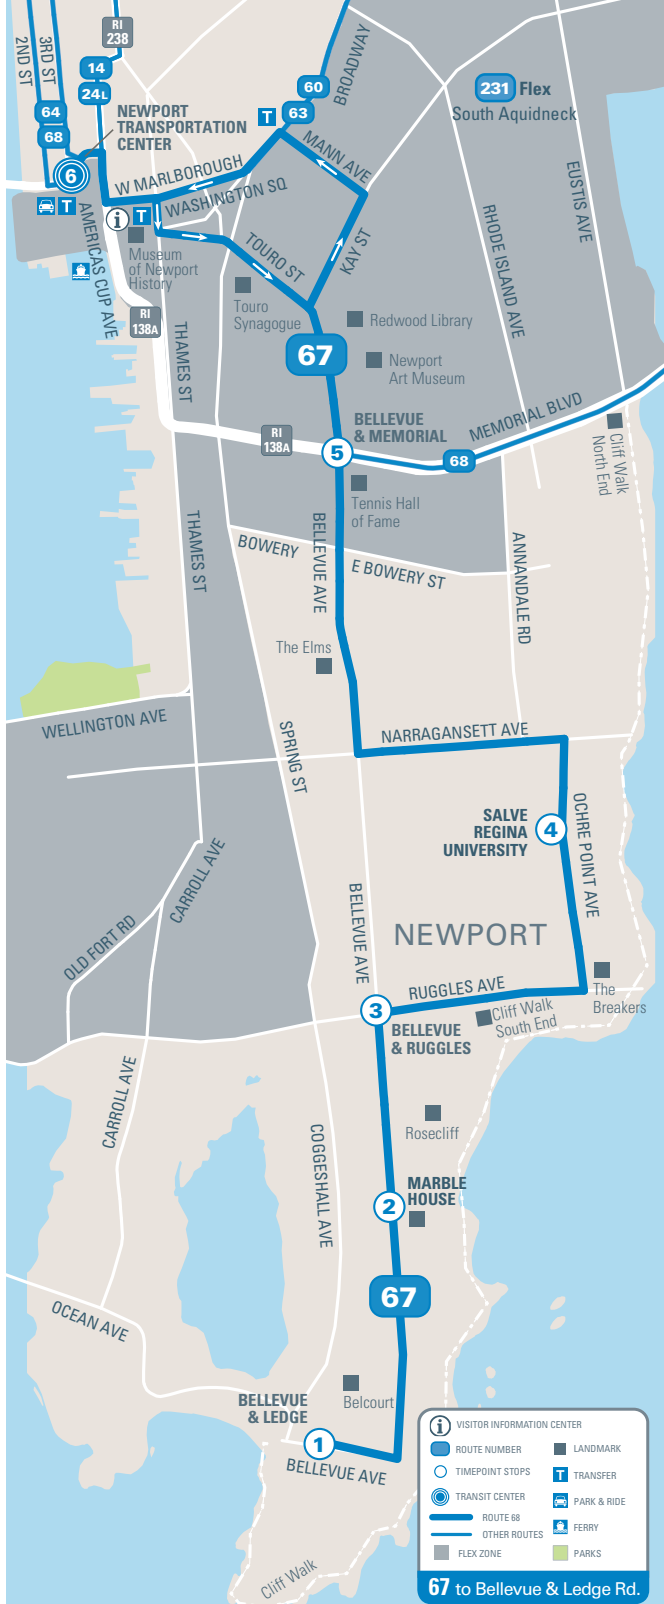 RI
238
2ND ST
3RD ST
14
24L
64
68
NEWPORT
TRANSPORTATION
CENTER
6
T
60
63
T
BROADWAY
231 Flex
South Aquidneck
W MARLBOROUGH
WASHINGTON SQ
MANN AVE
EUSTIS AVE
RHODE ISLAND AVE
AMERICAS CUP AVE
i
T
Museum
of Newport
History
TOURO ST
KAY ST
Touro
Synagogue
RI
138A
THAMES ST
Redwood Library
67
Newport
Art Museum
BELLEVUE
& MEMORIAL
MEMORIAL BLVD
RI
138A
5
68
Cliff Walk
North End
Tennis Hall
of Fame
THAMES ST
BOWERY
BELLEVUE AVE
E BOWERY ST
ANNANDALE RD
The Elms
WELLINGTON AVE
SPRING ST
NARRAGANSETT AVE
SALVE
REGINA
UNIVERSITY
4
OCHRE POINT AVE
CARROLL AVE
OLD FORT RD
BELLEVUE AVE
NEWPORT
RUGGLES AVE
The
Breakers
3
Cliff Walk
South End
BELLEVUE
& RUGGLES
CARROLL AVE
COGGESHALL AVE
Rosecliff
MARBLE
HOUSE
2
67
OCEAN AVE
Belcourt
BELLEVUE
& LEDGE
1
BELLEVUE AVE
Cliff Walk
i VISITOR INFORMATION CENTER
ROUTE NUMBER
LANDMARK
TIMEPOINT STOPS
T TRANSFER
TRANSIT CENTER
PARK & RIDE
ROUTE 68
FERRY
OTHER ROUTES
FLEX ZONE
PARKS
67 to Bellevue & Ledge Rd.